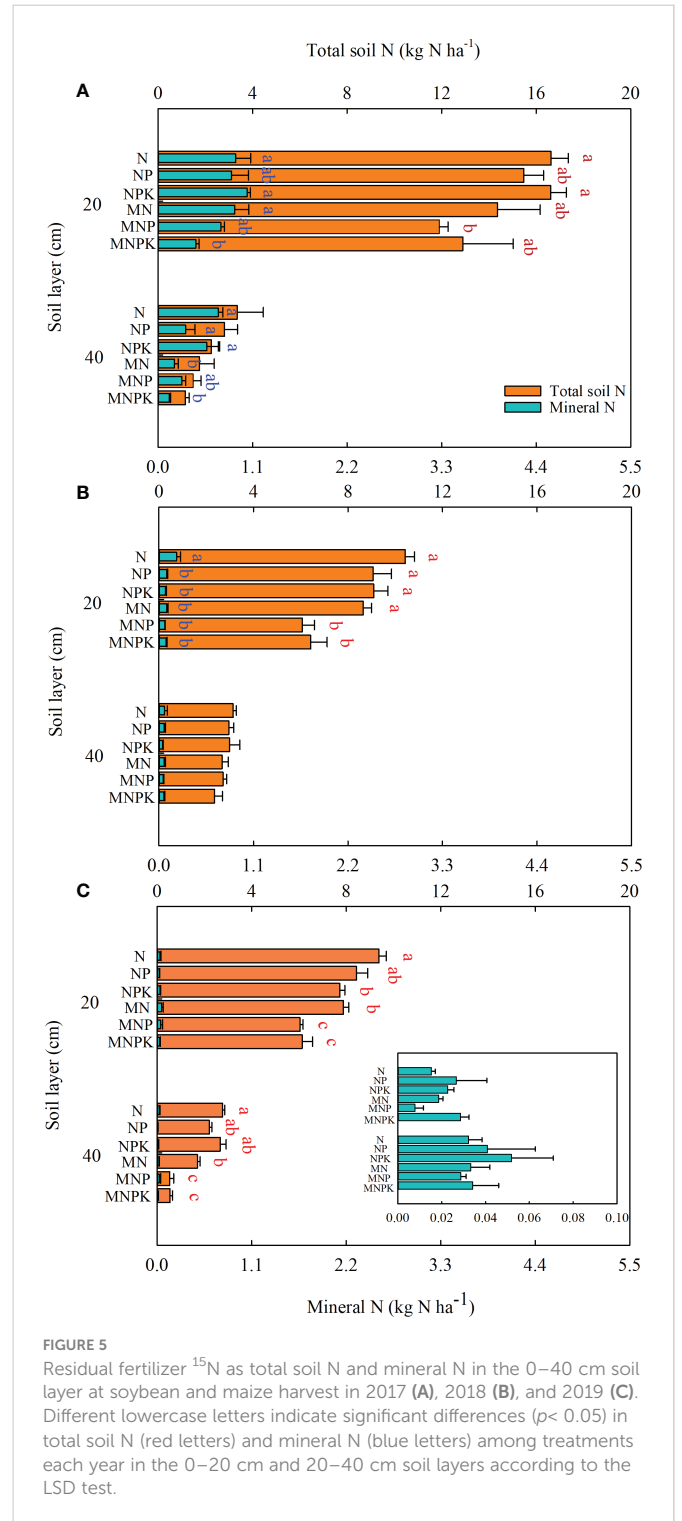 Total soil N (kg N ha⁻¹)
A
0 4 8 12 16 20
Soil layer (cm)
20
N a a
NP ab ab
NPK a a
MN a ab
MNP ab b
MNPK b ab
40
N a
NP a
NPK a
MN b
MNP ab
MNPK b
Total soil N
Mineral N
0.0 1.1 2.2 3.3 4.4 5.5
B
0 4 8 12 16 20
Soil layer (cm)
20
N a a
NP b a
NPK b a
MN b a
MNP b b
MNPK b b
40
N
NP
NPK
MN
MNP
MNPK
0.0 1.1 2.2 3.3 4.4 5.5
C
0 4 8 12 16 20
Soil layer (cm)
20
N a
NP ab
NPK b
MN b
MNP c
MNPK c
40
N a
NP ab
NPK ab
MN b
MNP c
MNPK c
N
NP
NPK
MN
MNP
MNPK
N
NP
NPK
MN
MNP
MNPK
0.00 0.02 0.04 0.06 0.08 0.10
0.0 1.1 2.2 3.3 4.4 5.5
Mineral N (kg N ha⁻¹)
FIGURE 5
Residual fertilizer ¹⁵N as total soil N and mineral N in the 0–40 cm soil
layer at soybean and maize harvest in 2017 (A), 2018 (B), and 2019 (C).
Different lowercase letters indicate significant differences (p< 0.05) in
total soil N (red letters) and mineral N (blue letters) among treatments
each year in the 0–20 cm and 20–40 cm soil layers according to the
LSD test.